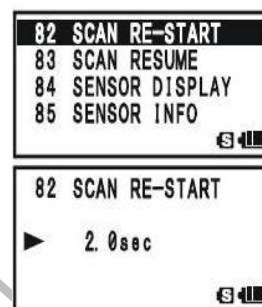 82 SCAN RE-START
83 SCAN RESUME
84 SENSOR DISPLAY
85 SENSOR INFO
S
82 SCAN RE-START
▶ 2.0sec
S